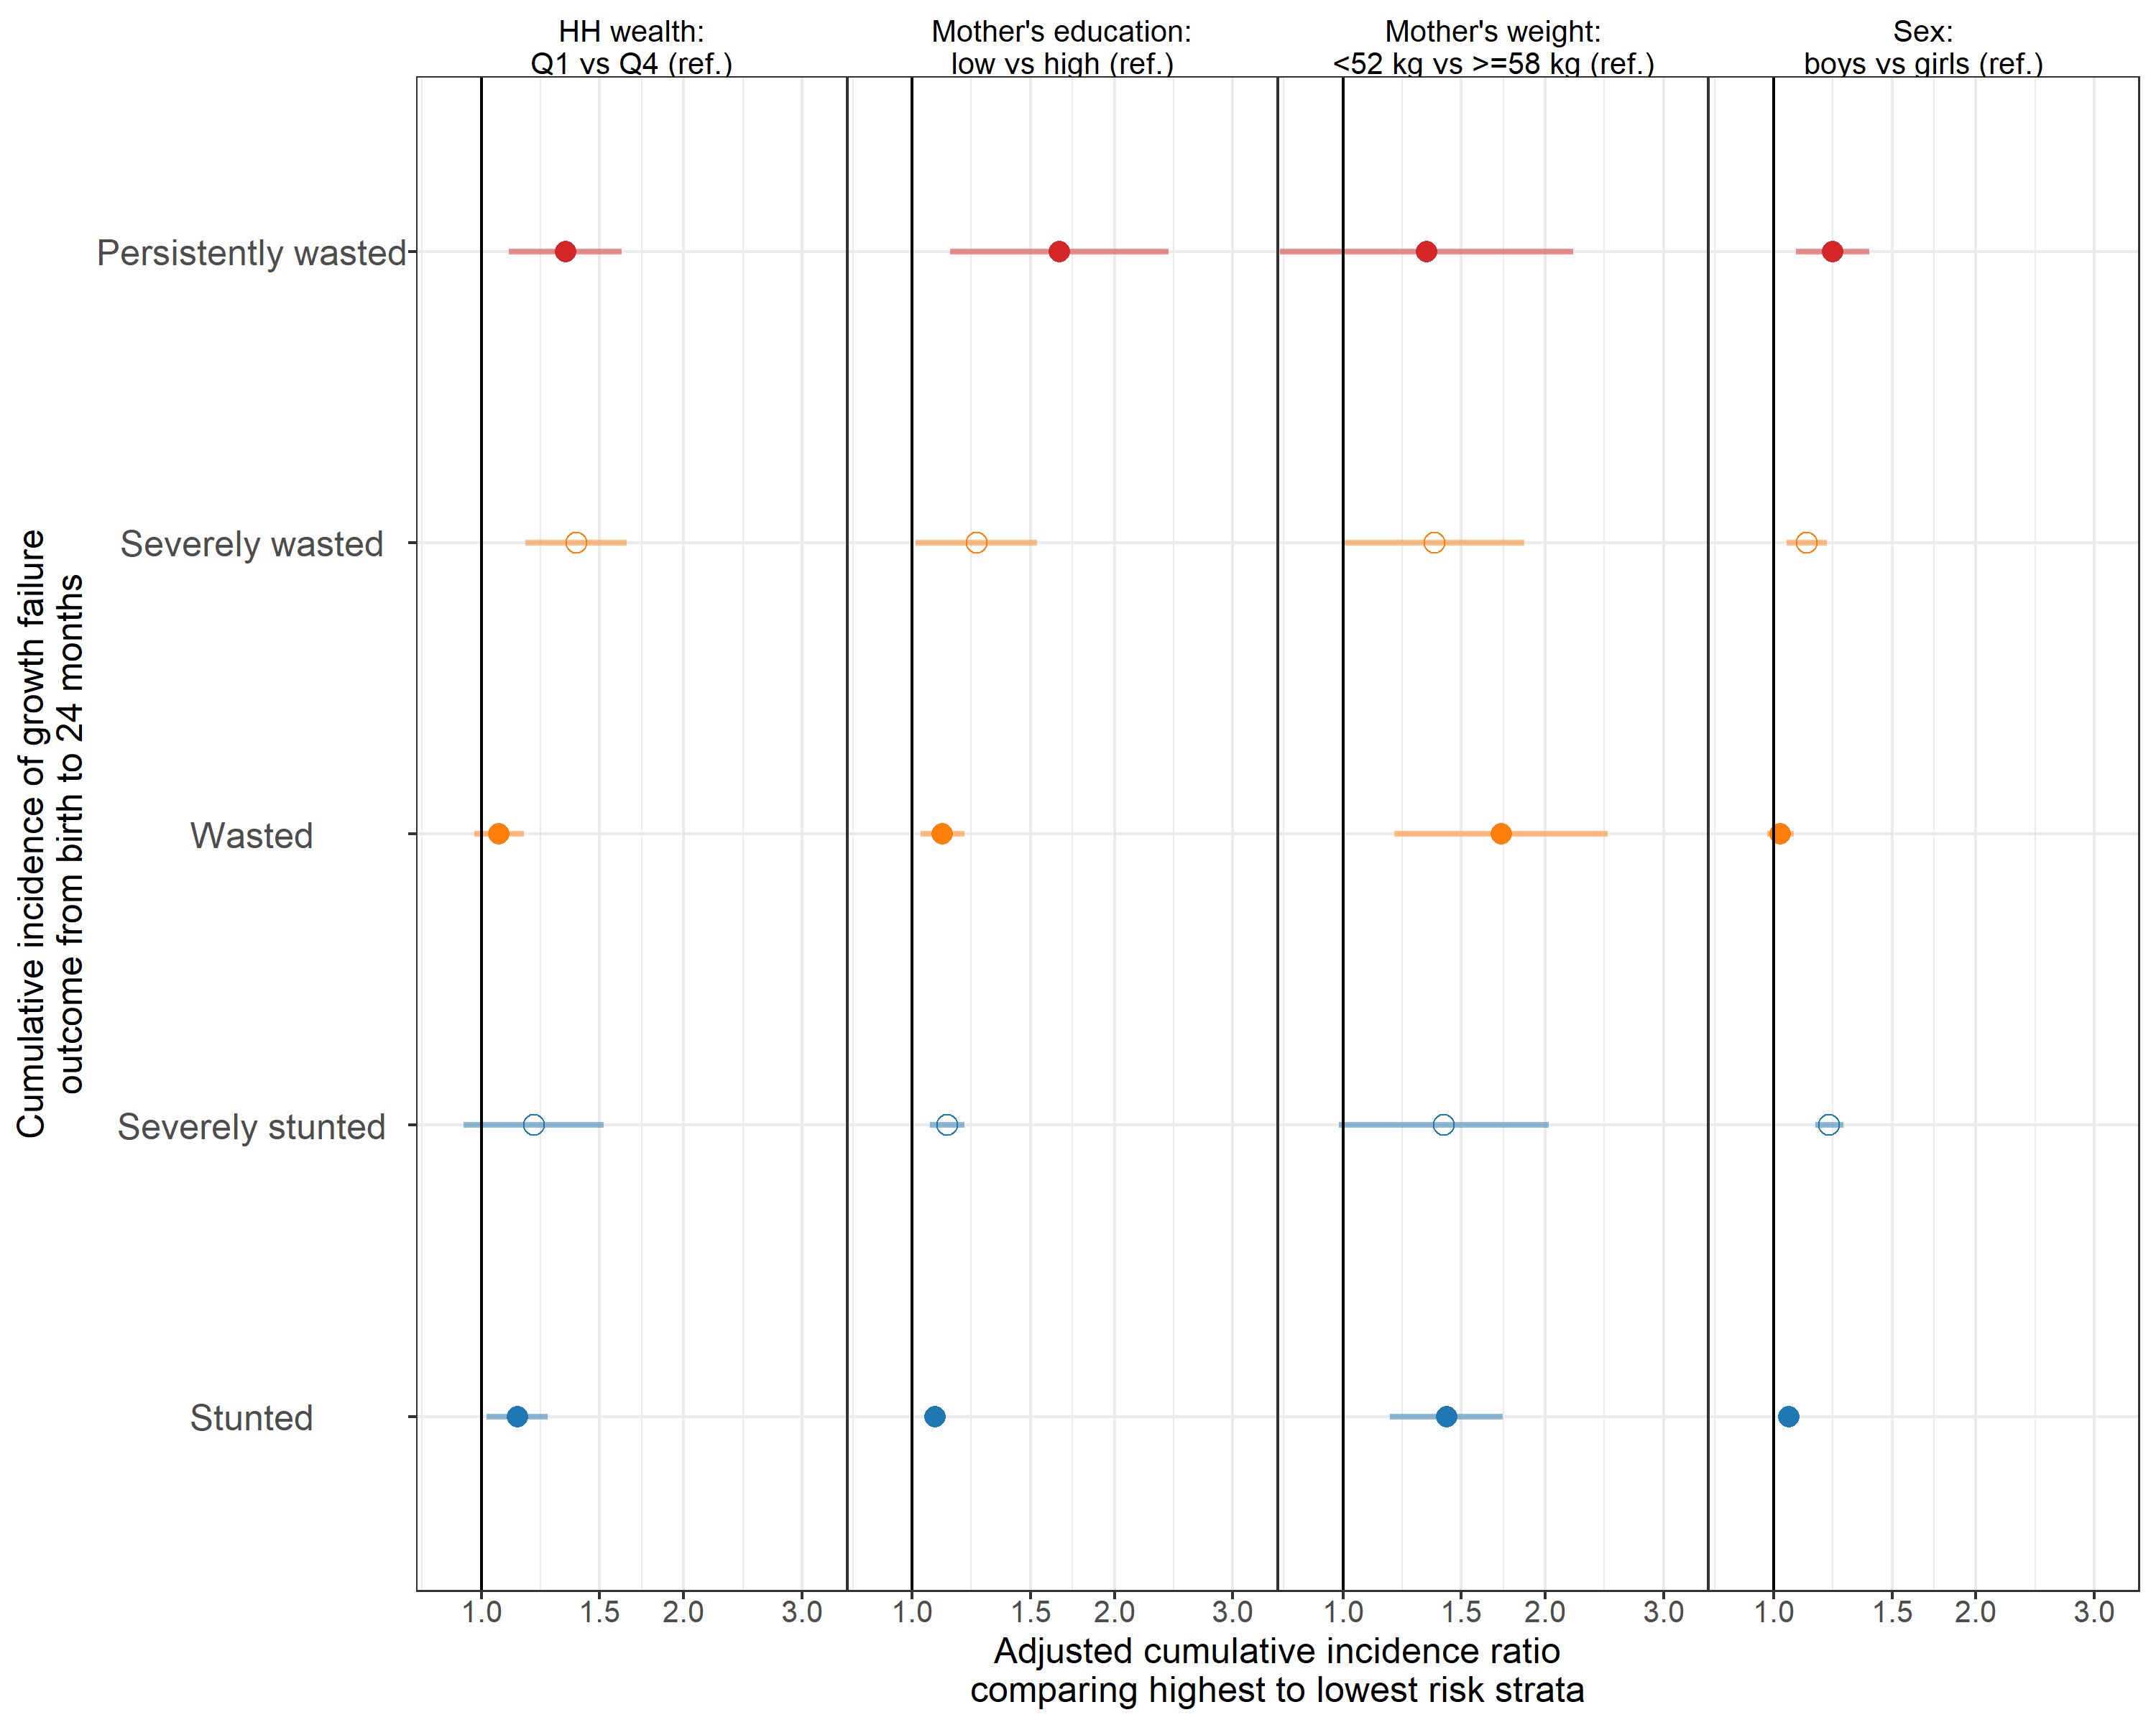 HH wealth:
Q1 vs Q4 (ref.)
Mother's education:
low vs high (ref.)
Mother's weight:
<52 kg vs >=58 kg (ref.)
Sex:
boys vs girls (ref.)
Cumulative incidence of growth failure
outcome from birth to 24 months
Persistently wasted
Severely wasted
Wasted
Severely stunted
Stunted
1.0 1.5 2.0 3.0 1.0 1.5 2.0 3.0 1.0 1.5 2.0 3.0 1.0 1.5 2.0 3.0
Adjusted cumulative incidence ratio
comparing highest to lowest risk strata